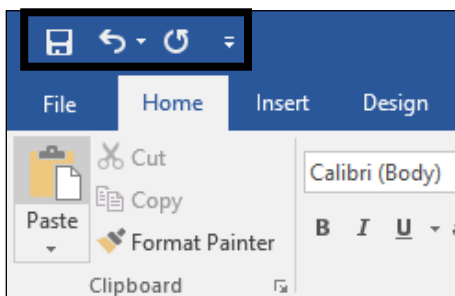 File Home Insert Design
Cut
Calibri (Body)
Copy
Paste
B I U
Format Painter
Clipboard